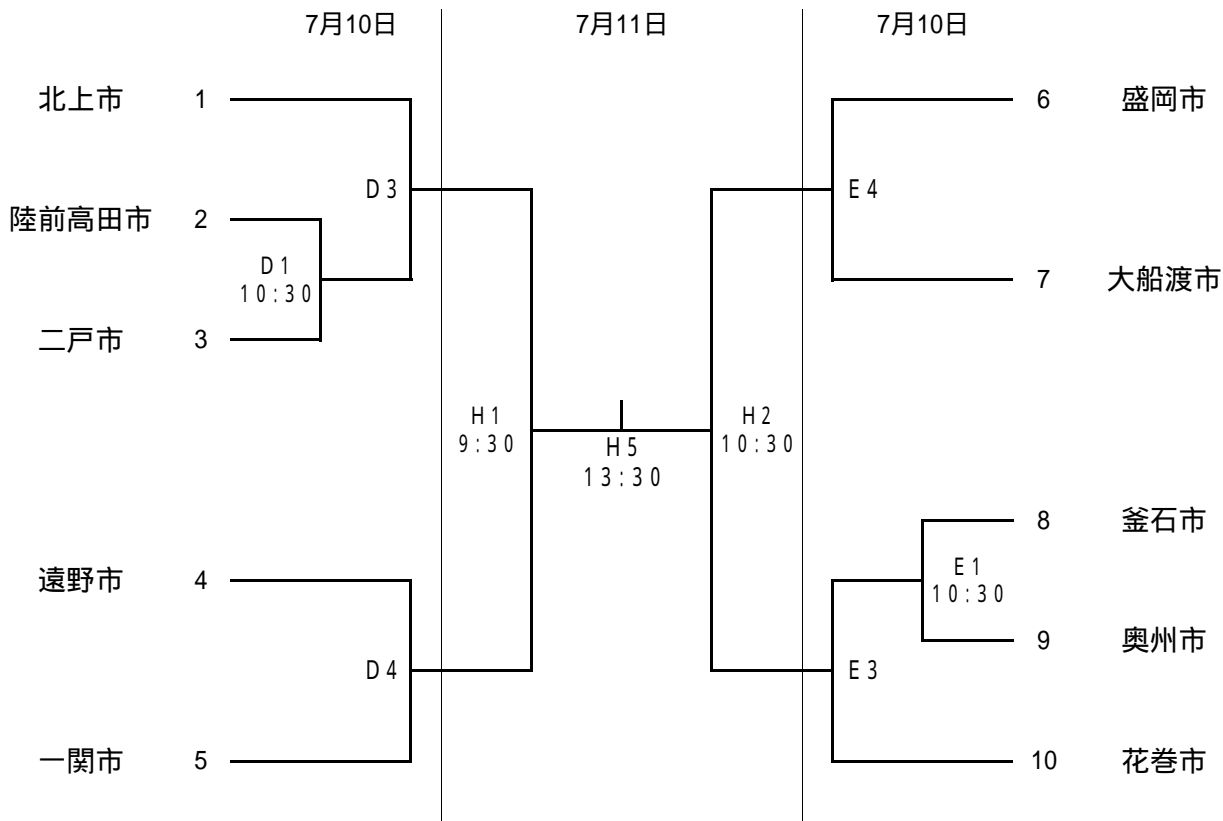 7月10日
7月11日
7月10日
北上市 1
6 盛岡市
D3
E4
陸前高田市 2
D1
10:30
7 大船渡市
二戸市 3
H1
9:30
H5
13:30
H2
10:30
8 釜石市
遠野市 4
E1
10:30
9 奥州市
D4
E3
一関市 5
10 花巻市